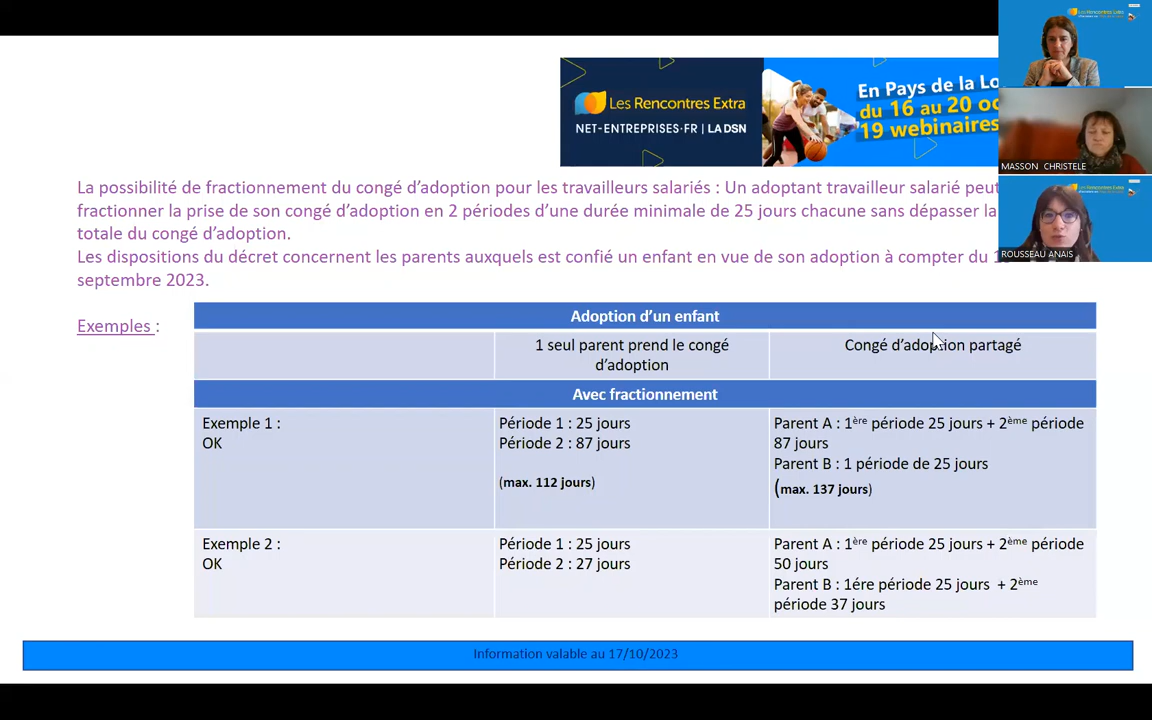 Les Rencontres Extra
NET-ENTREPRISES·FR | LA DSN
En Pays de la Lo
du 16 au 20 oc
19 webinaires
Les Rencontres Extra
MASSON CHRISTELE
ROUSSEAU ANAIS
La possibilité de fractionnement du congé d'adoption pour les travailleurs salariés : Un adoptant travailleur salarié peut
fractionner la prise de son congé d'adoption en 2 périodes d'une durée minimale de 25 jours chacune sans dépasser la
totale du congé d'adoption.
Les dispositions du décret concernent les parents auxquels est confié un enfant en vue de son adoption à compter du
septembre 2023.
Exemples :
Adoption d'un enfant
1 seul parent prend le congé
d'adoption
Congé d'adoption partagé
Avec fractionnement
Exemple 1 :
OK
Période 1 : 25 jours
Période 2 : 87 jours
(max. 112 jours)
Parent A : 1ère période 25 jours + 2ème période
87 jours
Parent B : 1 période de 25 jours
(max. 137 jours)
Exemple 2 :
OK
Période 1 : 25 jours
Période 2 : 27 jours
Parent A : 1ère période 25 jours + 2ème période
50 jours
Parent B : 1ére période 25 jours + 2ème
période 37 jours
Information valable au 17/10/2023